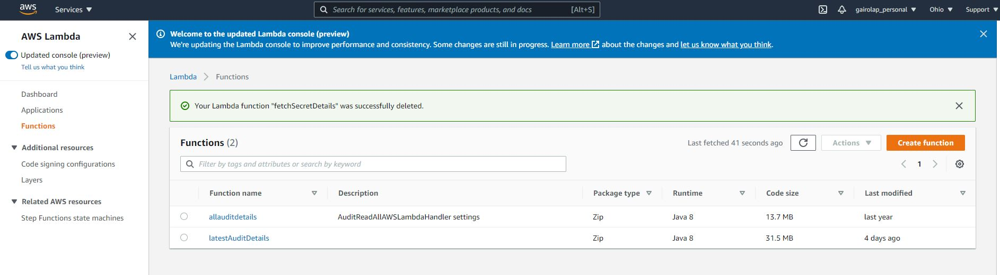 aws
Services
Search for services, features, marketplace products, and docs
[Alt+S]
gairolap_personal
Ohio
Support
AWS Lambda
Updated console (preview)
Tell us what you think
Dashboard
Applications
Functions
Additional resources
Code signing configurations
Layers
Related AWS resources
Step Functions state machines
Welcome to the updated Lambda console (preview)
We're updating the Lambda console to improve performance and consistency. Some changes are still in progress. Learn more about the changes and let us know what you think.
Lambda Functions
Your Lambda function "fetchSecretDetails" was successfully deleted.
Functions (2)
Last fetched 41 seconds ago
Actions
Create function
Filter by tags and attributes or search by keyword
1
Function name Description Package type Runtime Code size Last modified
allauditdetails AuditReadAllAWSLambdaHandler settings Zip Java 8 13.7 MB last year
latestAuditDetails Zip Java 8 31.5 MB 4 days ago